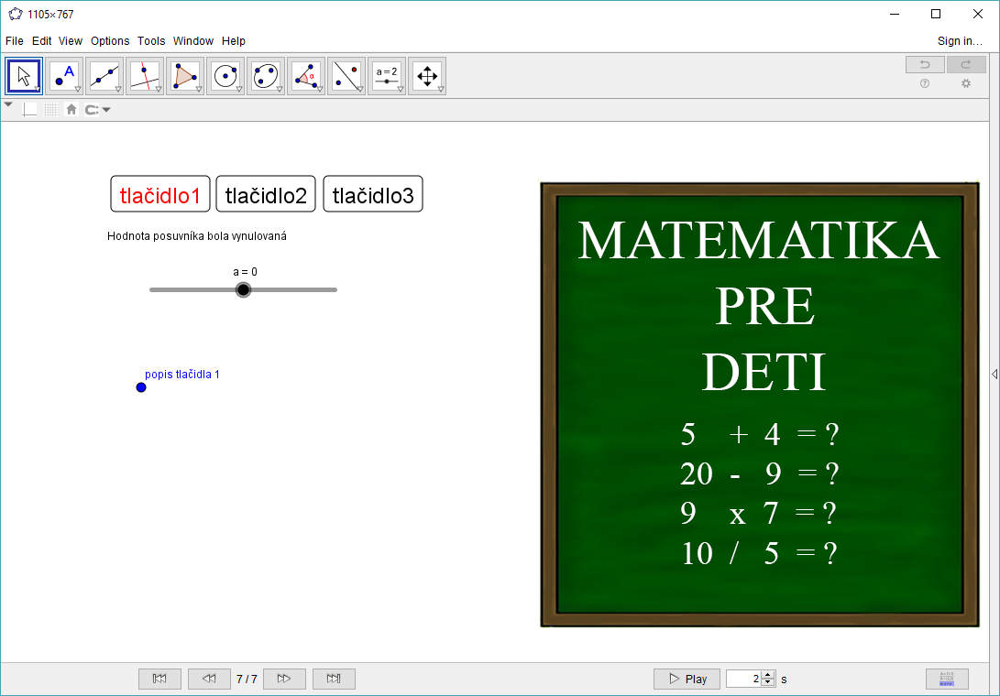 1105×767
File Edit View Options Tools Window Help
Sign in...
A
α
a = 2
tlačidlo1 tlačidlo2 tlačidlo3
Hodnota posuvníka bola vynulovaná
a = 0
popis tlačidla 1
MATEMATIKA
PRE
DETI
5 + 4 = ?
20 - 9 = ?
9 x 7 = ?
10 / 5 = ?
7 / 7
Play
2 s